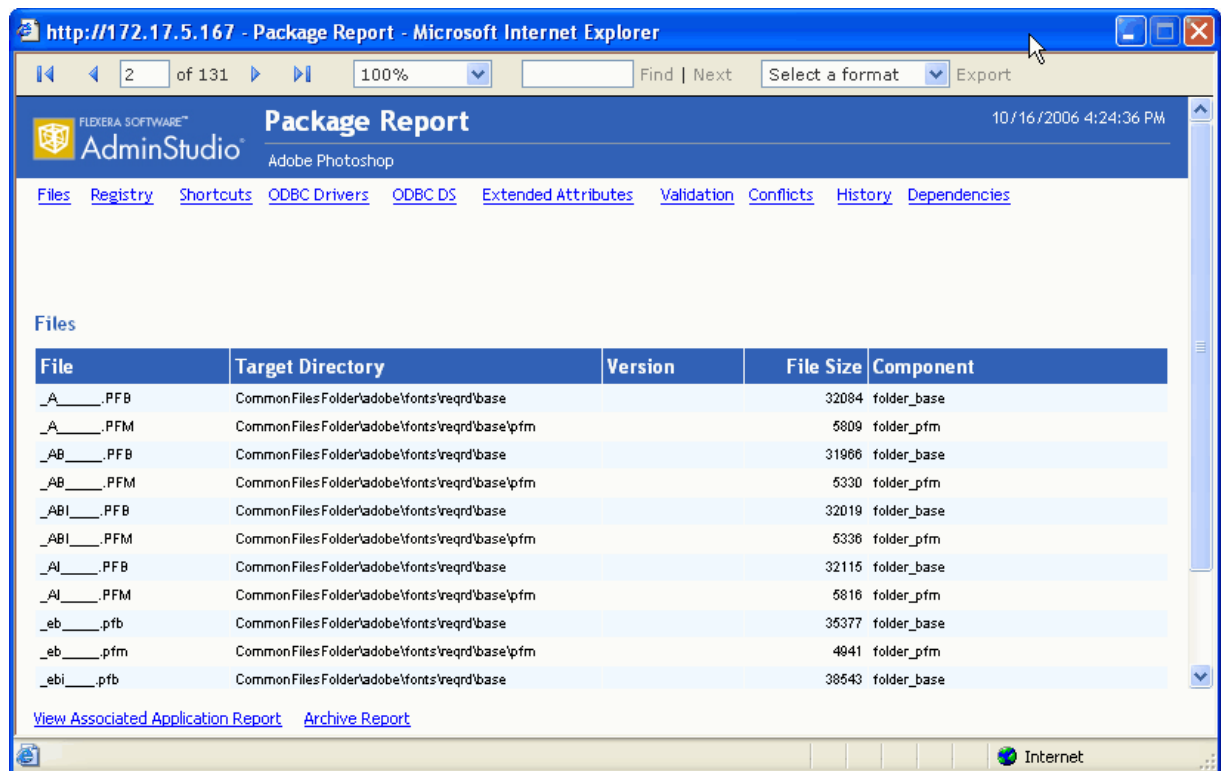 http://172.17.5.167 - Package Report - Microsoft Internet Explorer
2 of 131 100% Find | Next Select a format Export
FLEXERA SOFTWARE™
AdminStudio®
Package Report
10/16/2006 4:24:36 PM
Adobe Photoshop
Files Registry Shortcuts ODBC Drivers ODBC DS Extended Attributes Validation Conflicts History Dependencies
Files
File Target Directory Version File Size Component
_A______.PFB CommonFilesFolder\adobe\fonts\reqrd\base 32084 folder_base
_A______.PFM CommonFilesFolder\adobe\fonts\reqrd\base\pfm 5809 folder_pfm
_AB_____.PFB CommonFilesFolder\adobe\fonts\reqrd\base 31966 folder_base
_AB_____.PFM CommonFilesFolder\adobe\fonts\reqrd\base\pfm 5330 folder_pfm
_ABI____.PFB CommonFilesFolder\adobe\fonts\reqrd\base 32019 folder_base
_ABI____.PFM CommonFilesFolder\adobe\fonts\reqrd\base\pfm 5336 folder_pfm
_AI_____.PFB CommonFilesFolder\adobe\fonts\reqrd\base 32115 folder_base
_AI_____.PFM CommonFilesFolder\adobe\fonts\reqrd\base\pfm 5816 folder_pfm
_eb_____.pfb CommonFilesFolder\adobe\fonts\reqrd\base 35377 folder_base
_eb_____.pfm CommonFilesFolder\adobe\fonts\reqrd\base\pfm 4941 folder_pfm
_ebi____.pfb CommonFilesFolder\adobe\fonts\reqrd\base 38543 folder_base
View Associated Application Report Archive Report
Internet